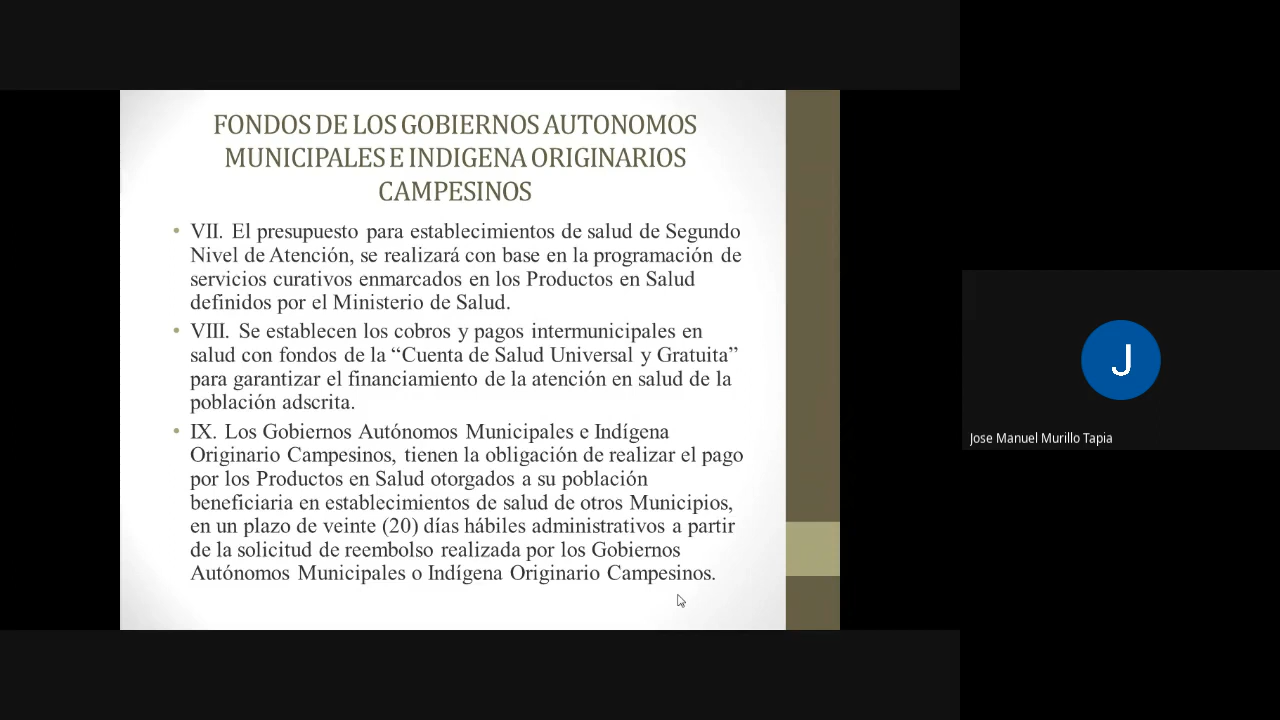 FONDOS DE LOS GOBIERNOS AUTONOMOS
MUNICIPALES E INDIGENA ORIGINARIOS
CAMPESINOS
• VII. El presupuesto para establecimientos de salud de Segundo
Nivel de Atención, se realizará con base en la programación de
servicios curativos enmarcados en los Productos en Salud
definidos por el Ministerio de Salud.
• VIII. Se establecen los cobros y pagos intermunicipales en
salud con fondos de la “Cuenta de Salud Universal y Gratuita”
para garantizar el financiamiento de la atención en salud de la
población adscrita.
• IX. Los Gobiernos Autónomos Municipales e Indígena
Originario Campesinos, tienen la obligación de realizar el pago
por los Productos en Salud otorgados a su población
beneficiaria en establecimientos de salud de otros Municipios,
en un plazo de veinte (20) días hábiles administrativos a partir
de la solicitud de reembolso realizada por los Gobiernos
Autónomos Municipales o Indígena Originario Campesinos.
J
Jose Manuel Murillo Tapia